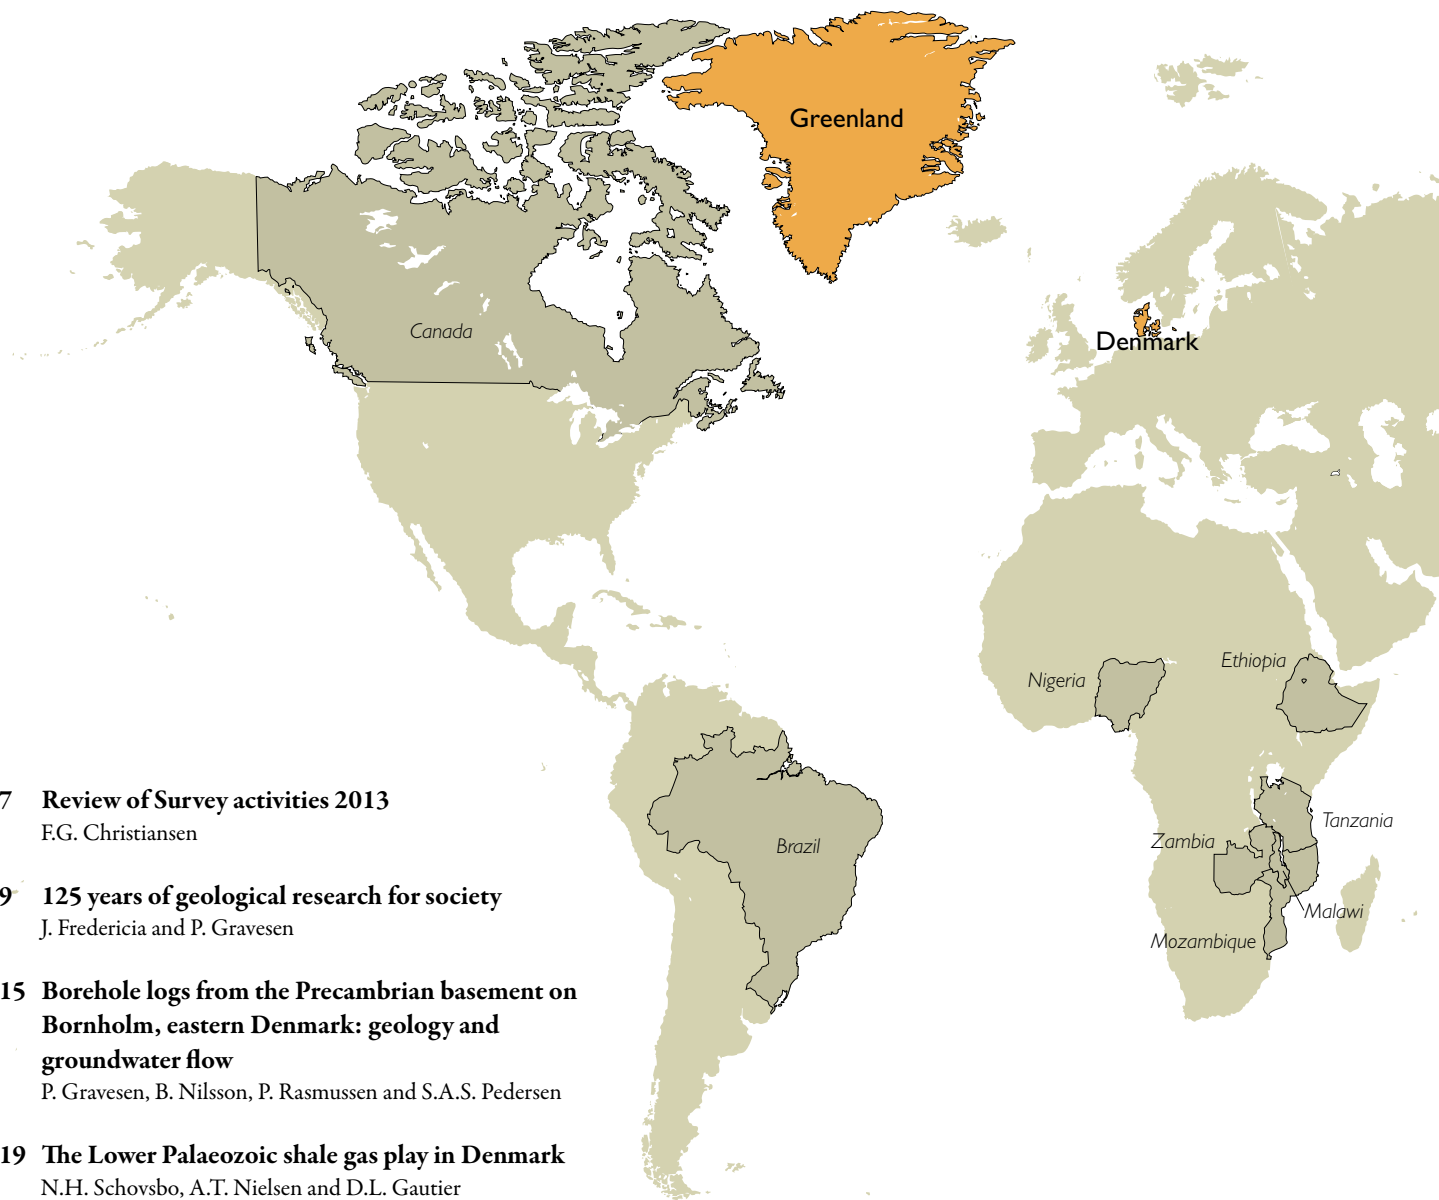 Greenland
Denmark
Canada
Ethiopia
Nigeria
Tanzania
Zambia
Brazil
Malawi
Mozambique
7 Review of Survey activities 2013
F.G. Christiansen
9 125 years of geological research for society
J. Fredericia and P. Gravesen
15 Borehole logs from the Precambrian basement on
Bornholm, eastern Denmark: geology and
groundwater flow
P. Gravesen, B. Nilsson, P. Rasmussen and S.A.S. Pedersen
19 The Lower Palaeozoic shale gas play in Denmark
N.H. Schovsbo, A.T. Nielsen and D.L. Gautier